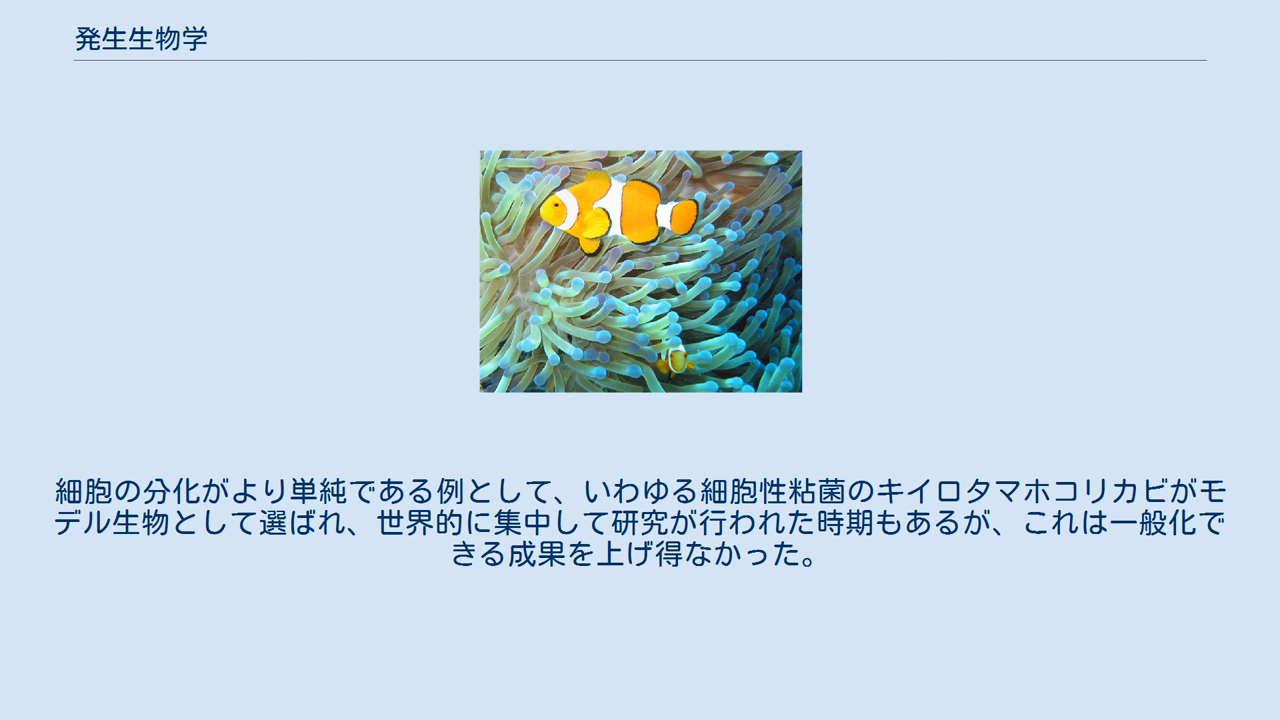 発生生物学
細胞の分化がより単純である例として、いわゆる細胞性粘菌のキイロタマホコリカビがモ
デル生物として選ばれ、世界的に集中して研究が行われた時期もあるが、これは一般化で
きる成果を上げ得なかった。